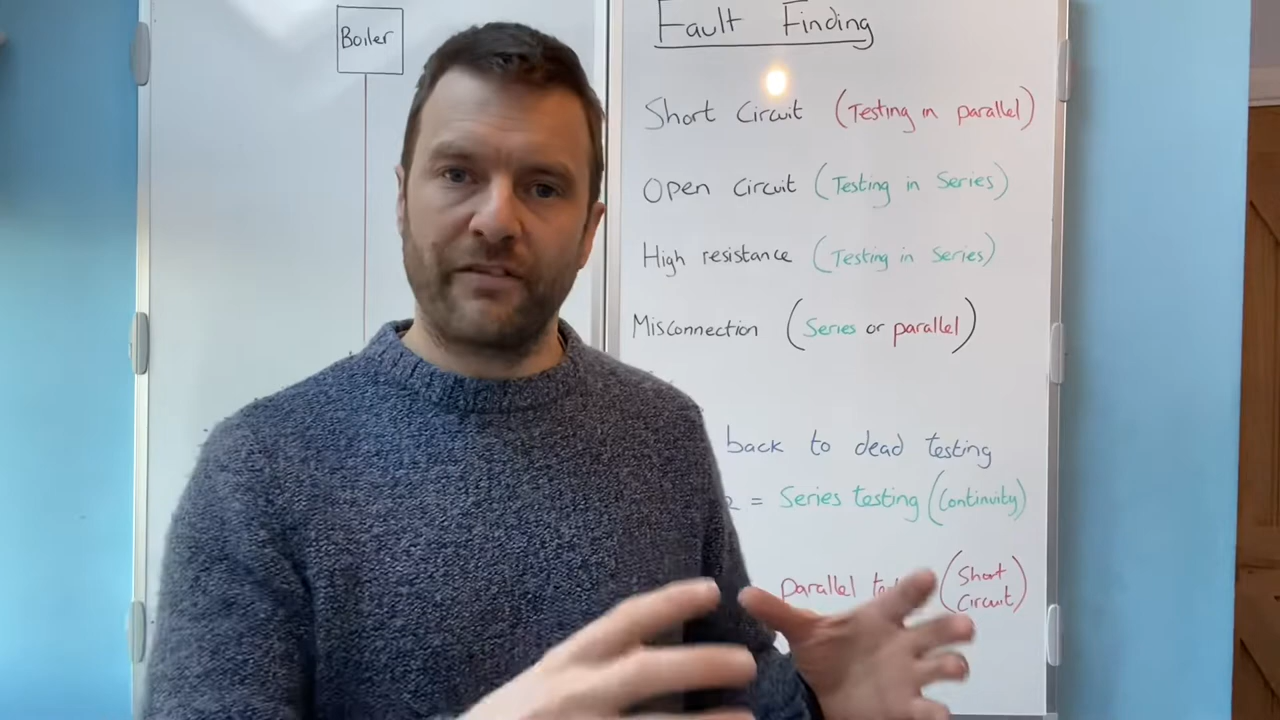 Boiler
Fault Finding
Short Circuit (Testing in parallel)
Open Circuit (Testing in Series)
High resistance (Testing in Series)
Misconnection (Series or parallel)
back to dead testing
2 = Series testing (Continuity)
parallel (Short Circuit)